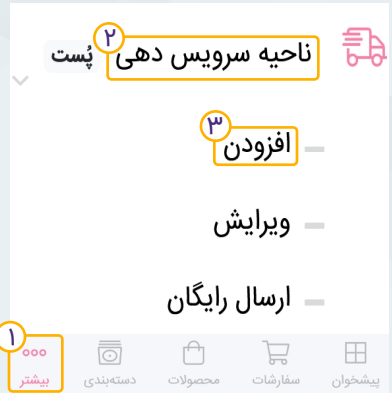 ۲
ناحیه سرویس دهی پُست
۳
افزودن
ویرایش
ارسال رایگان
۱
پیشخوان سفارشات محصولات دسته‌بندی بیشتر